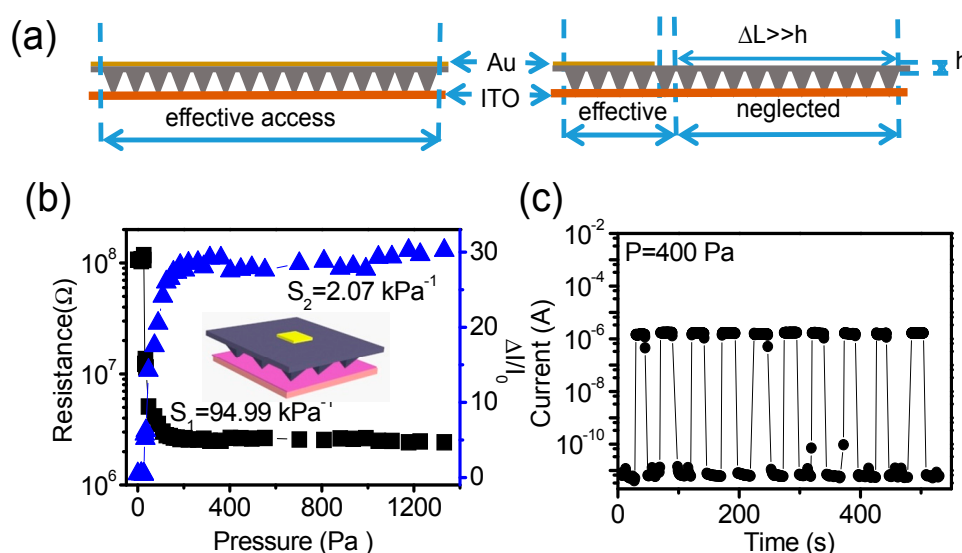 (a)
Au
ITO
effective access
ΔL>>h
h
effective
neglected
(b)
Resistance(Ω)
10^8
10^7
10^6
S₂=2.07 kPa⁻¹
S₁=94.99 kPa⁻¹
30
20
10
0
ΔI/I₀
0 400 800 1200
Pressure (Pa )
(c)
P=400 Pa
Current (A)
10^-2
10^-4
10^-6
10^-8
10^-10
0 200 400
Time (s)